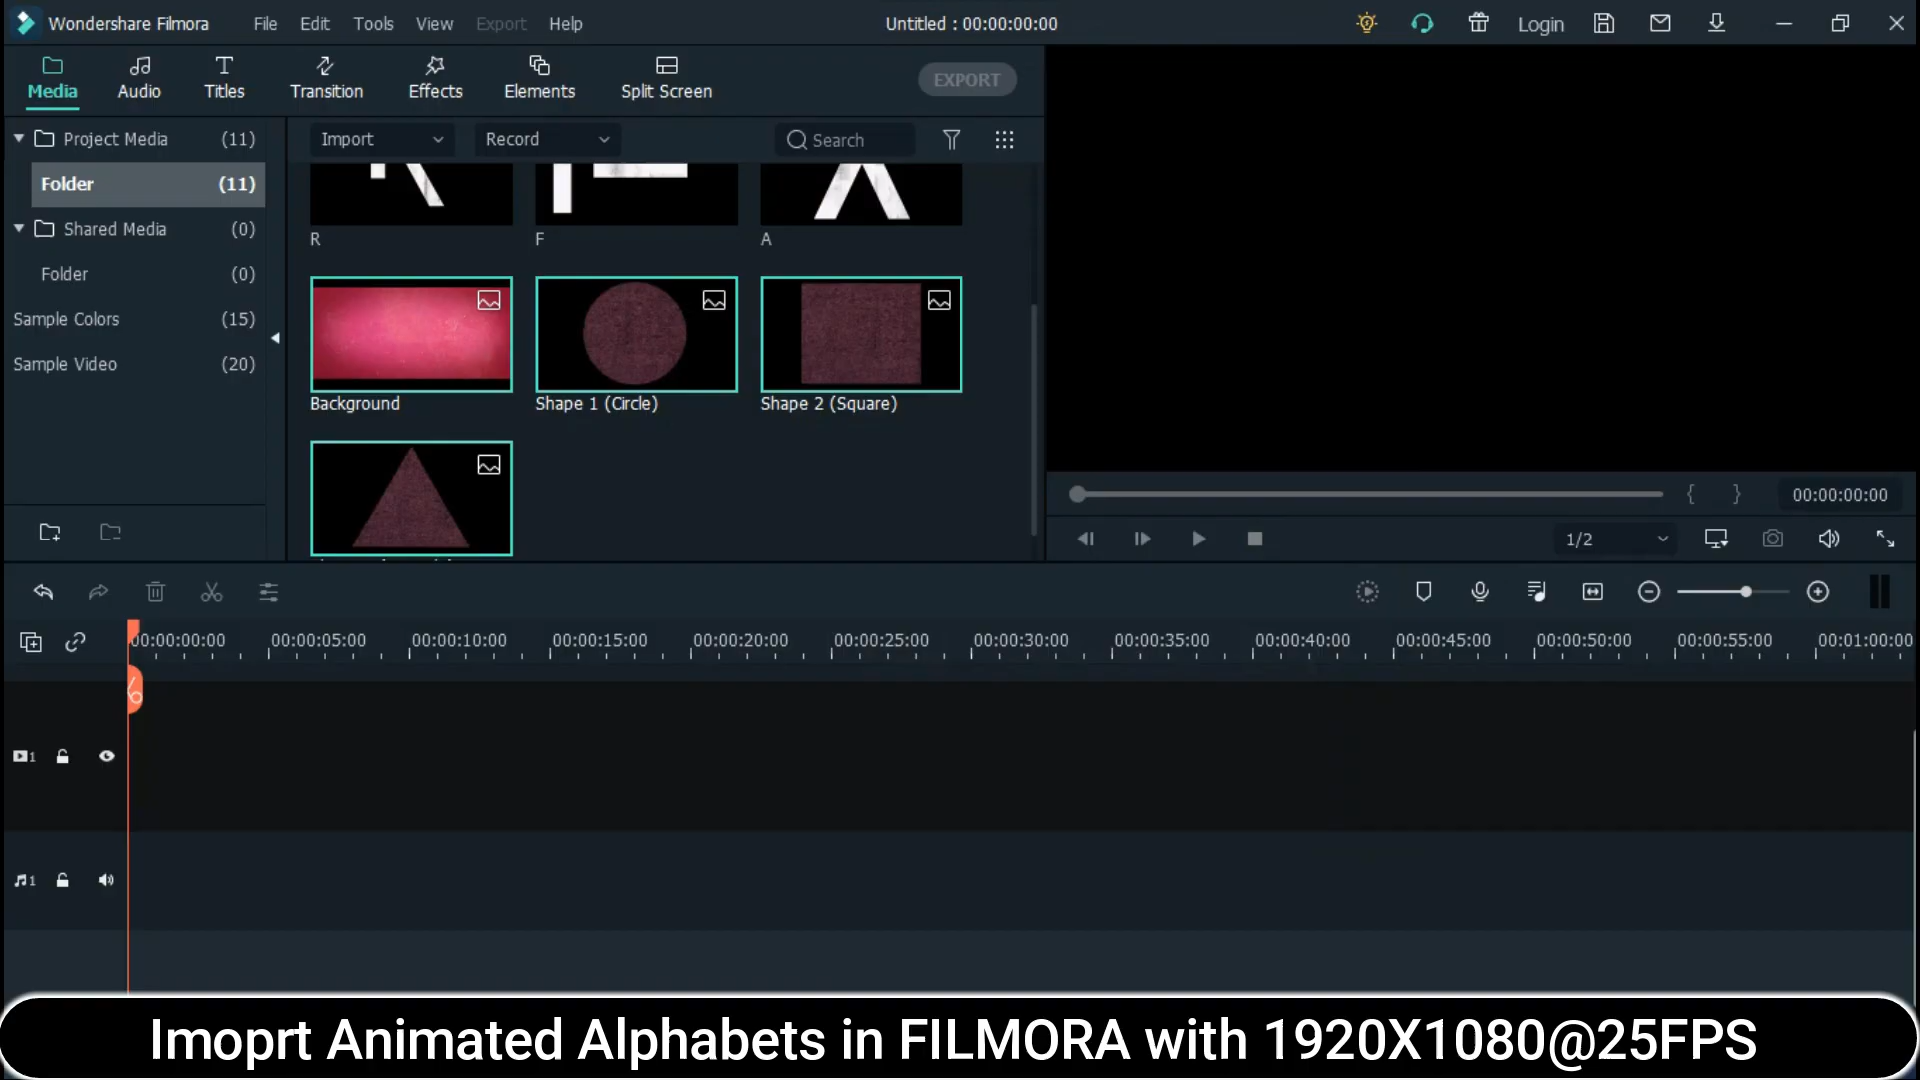 Wondershare Filmora File Edit Tools View Export Help Untitled : 00:00:00:00 Login
Media Audio Titles Transition Effects Elements Split Screen EXPORT
Project Media (11)
Folder (11)
Shared Media (0)
Folder (0)
Sample Colors (15)
Sample Video (20)
Import Record Search
R F A
Background Shape 1 (Circle) Shape 2 (Square)
00:00:00:00
1/2
00:00:00:00 00:00:05:00 00:00:10:00 00:00:15:00 00:00:20:00 00:00:25:00 00:00:30:00 00:00:35:00 00:00:40:00 00:00:45:00 00:00:50:00 00:00:55:00 00:01:00:00
1
1
Imoprt Animated Alphabets in FILMORA with 1920X1080@25FPS